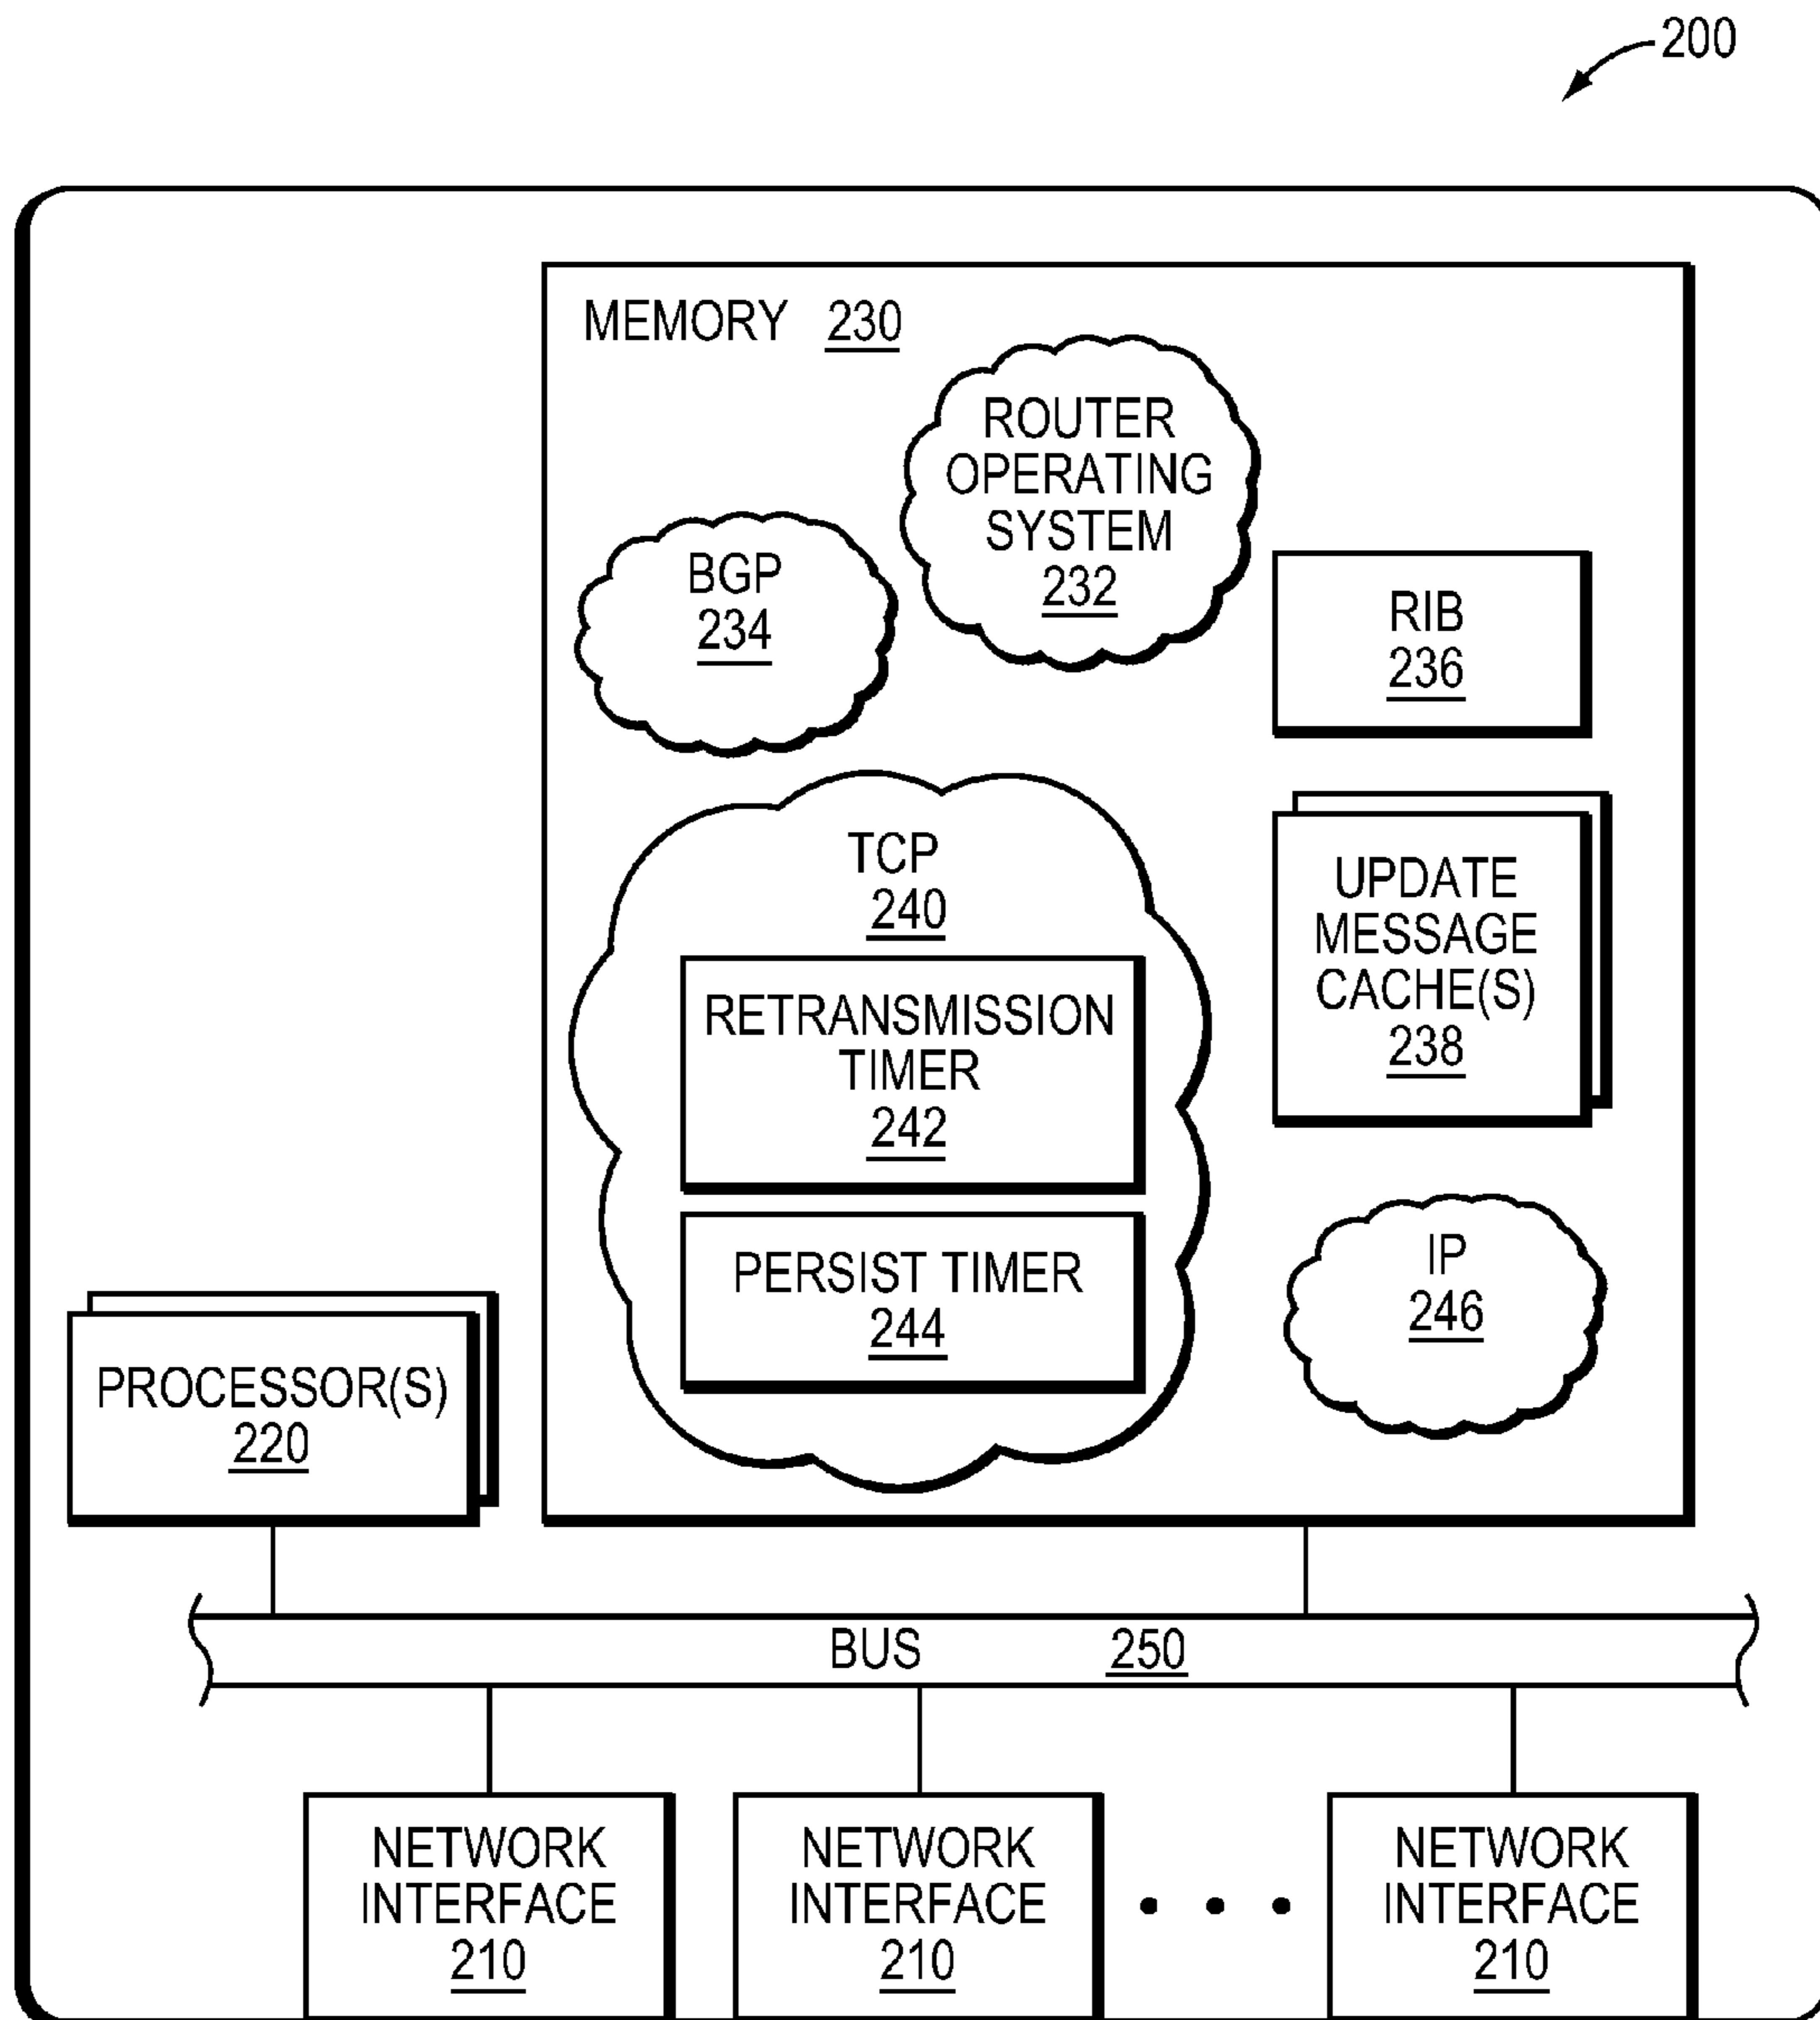 200
MEMORY 230
ROUTER
OPERATING
SYSTEM
232
BGP
234
RIB
236
TCP
240
RETRANSMISSION
TIMER
242
PERSIST TIMER
244
UPDATE
MESSAGE
CACHE(S)
238
IP
246
PROCESSOR(S)
220
BUS 250
NETWORK
INTERFACE
210
NETWORK
INTERFACE
210
NETWORK
INTERFACE
210